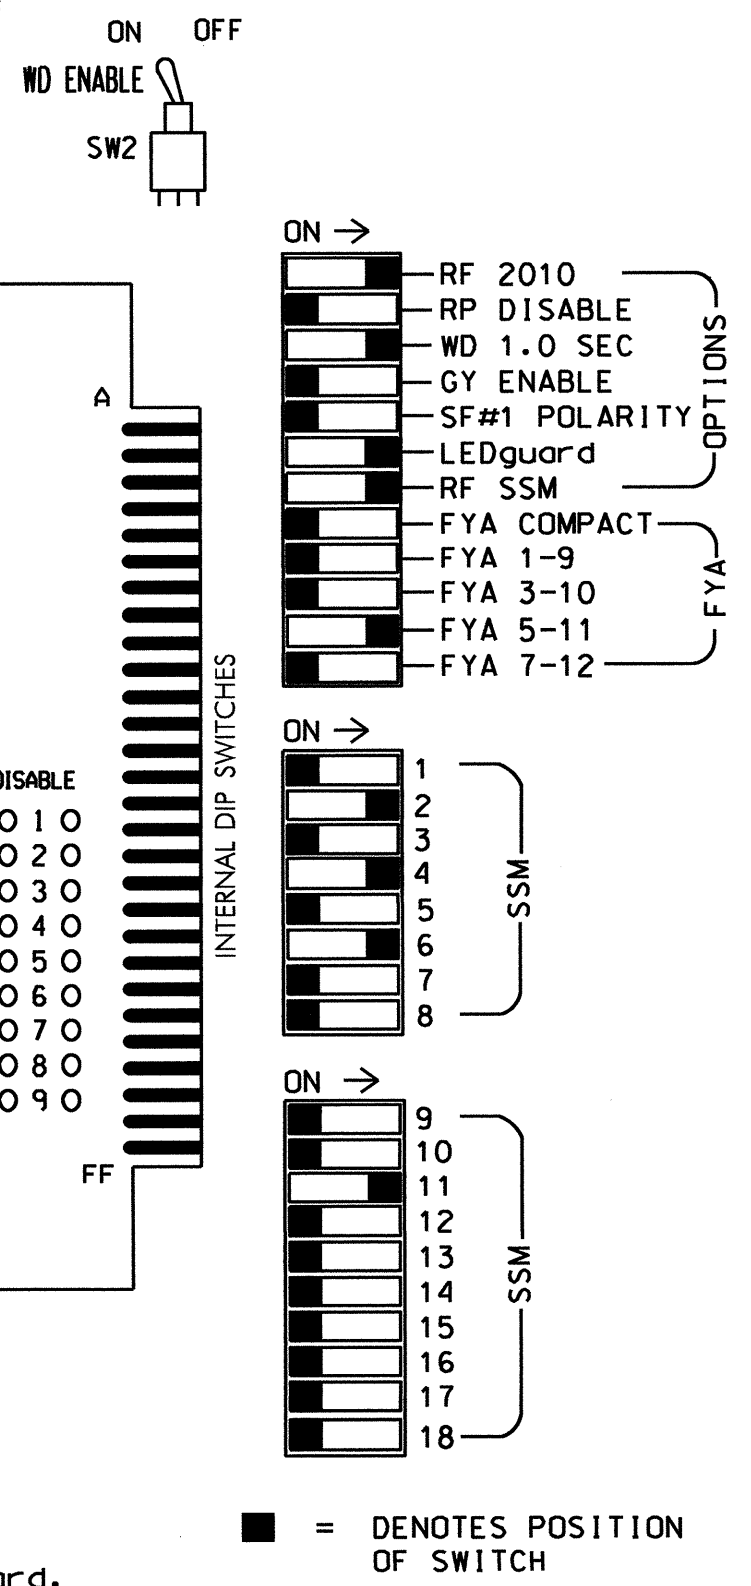 ON OFF
WD ENABLE
SW2
ON →
RF 2010
RP DISABLE
WD 1.0 SEC
GY ENABLE
SF#1 POLARITY
LEDguard
RF SSM
OPTIONS
FYA COMPACT
FYA 1-9
FYA 3-10
FYA 5-11
FYA 7-12
FYA
A
FF
INTERNAL DIP SWITCHES
DISABLE
O 1 O
O 2 O
O 3 O
O 4 O
O 5 O
O 6 O
O 7 O
O 8 O
O 9 O
ON →
1
2
3
4
5
6
7
8
SSM
ON →
9
10
11
12
13
14
15
16
17
18
SSM
= DENOTES POSITION
OF SWITCH